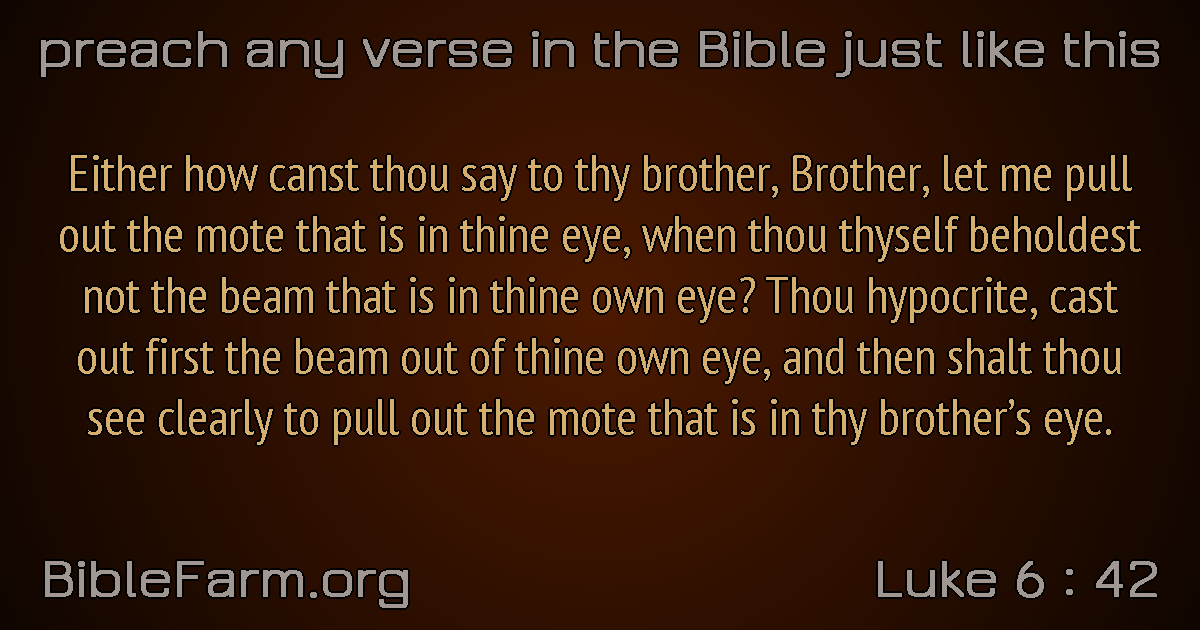 preach any verse in the Bible just like this
Either how canst thou say to thy brother, Brother, let me pull
out the mote that is in thine eye, when thou thyself beholdest
not the beam that is in thine own eye? Thou hypocrite, cast
out first the beam out of thine own eye, and then shalt thou
see clearly to pull out the mote that is in thy brother’s eye.
BibleFarm.org
Luke 6 : 42